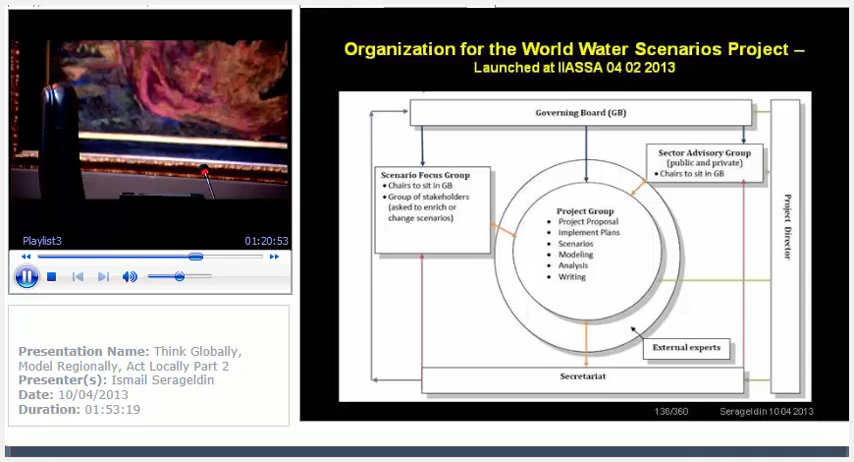 Organization for the World Water Scenarios Project –
Launched at IIASSA 04 02 2013
Governing Board (GB)
Scenario Focus Group
• Chairs to sit in GB
• Group of stakeholders
(asked to enrich or
change scenarios)
Sector Advisory Group
(public and private)
• Chairs to sit in GB
Project Group
• Project Proposal
• Implement Plans
• Scenarios
• Modeling
• Analysis
• Writing
Project Director
External experts
Secretariat
136/360
Serageldin 10 04 2013
Playlist3
01:20:53
Presentation Name: Think Globally,
Model Regionally, Act Locally Part 2
Presenter(s): Ismail Serageldin
Date: 10/04/2013
Duration: 01:53:19